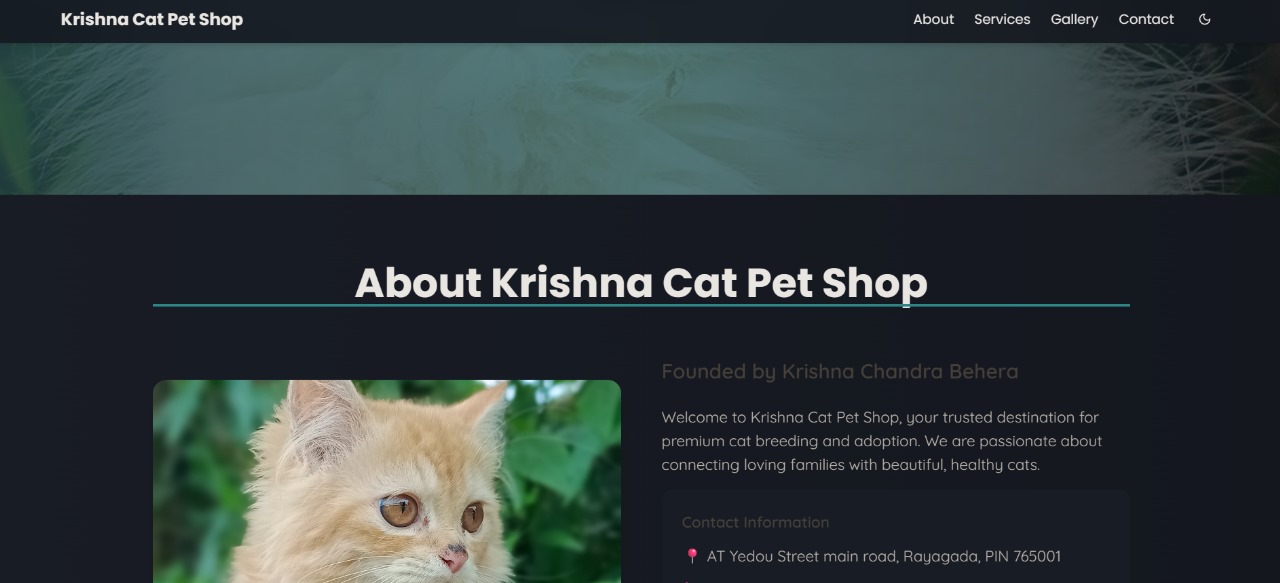 Krishna Cat Pet Shop
About Services Gallery Contact
About Krishna Cat Pet Shop
Founded by Krishna Chandra Behera
Welcome to Krishna Cat Pet Shop, your trusted destination for
premium cat breeding and adoption. We are passionate about
connecting loving families with beautiful, healthy cats.
Contact Information
📍 AT Yedou Street main road, Rayagada, PIN 765001